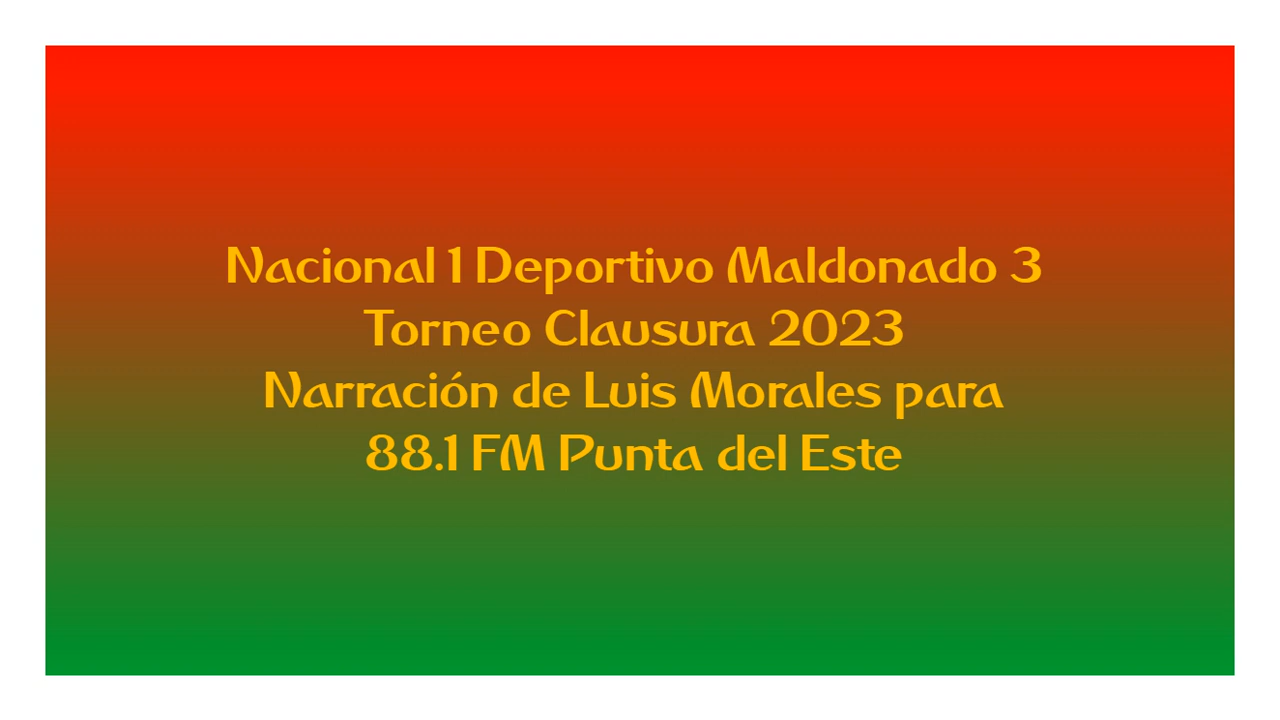 Nacional 1 Deportivo Maldonado 3
Torneo Clausura 2023
Narración de Luis Morales para
88.1 FM Punta del Este